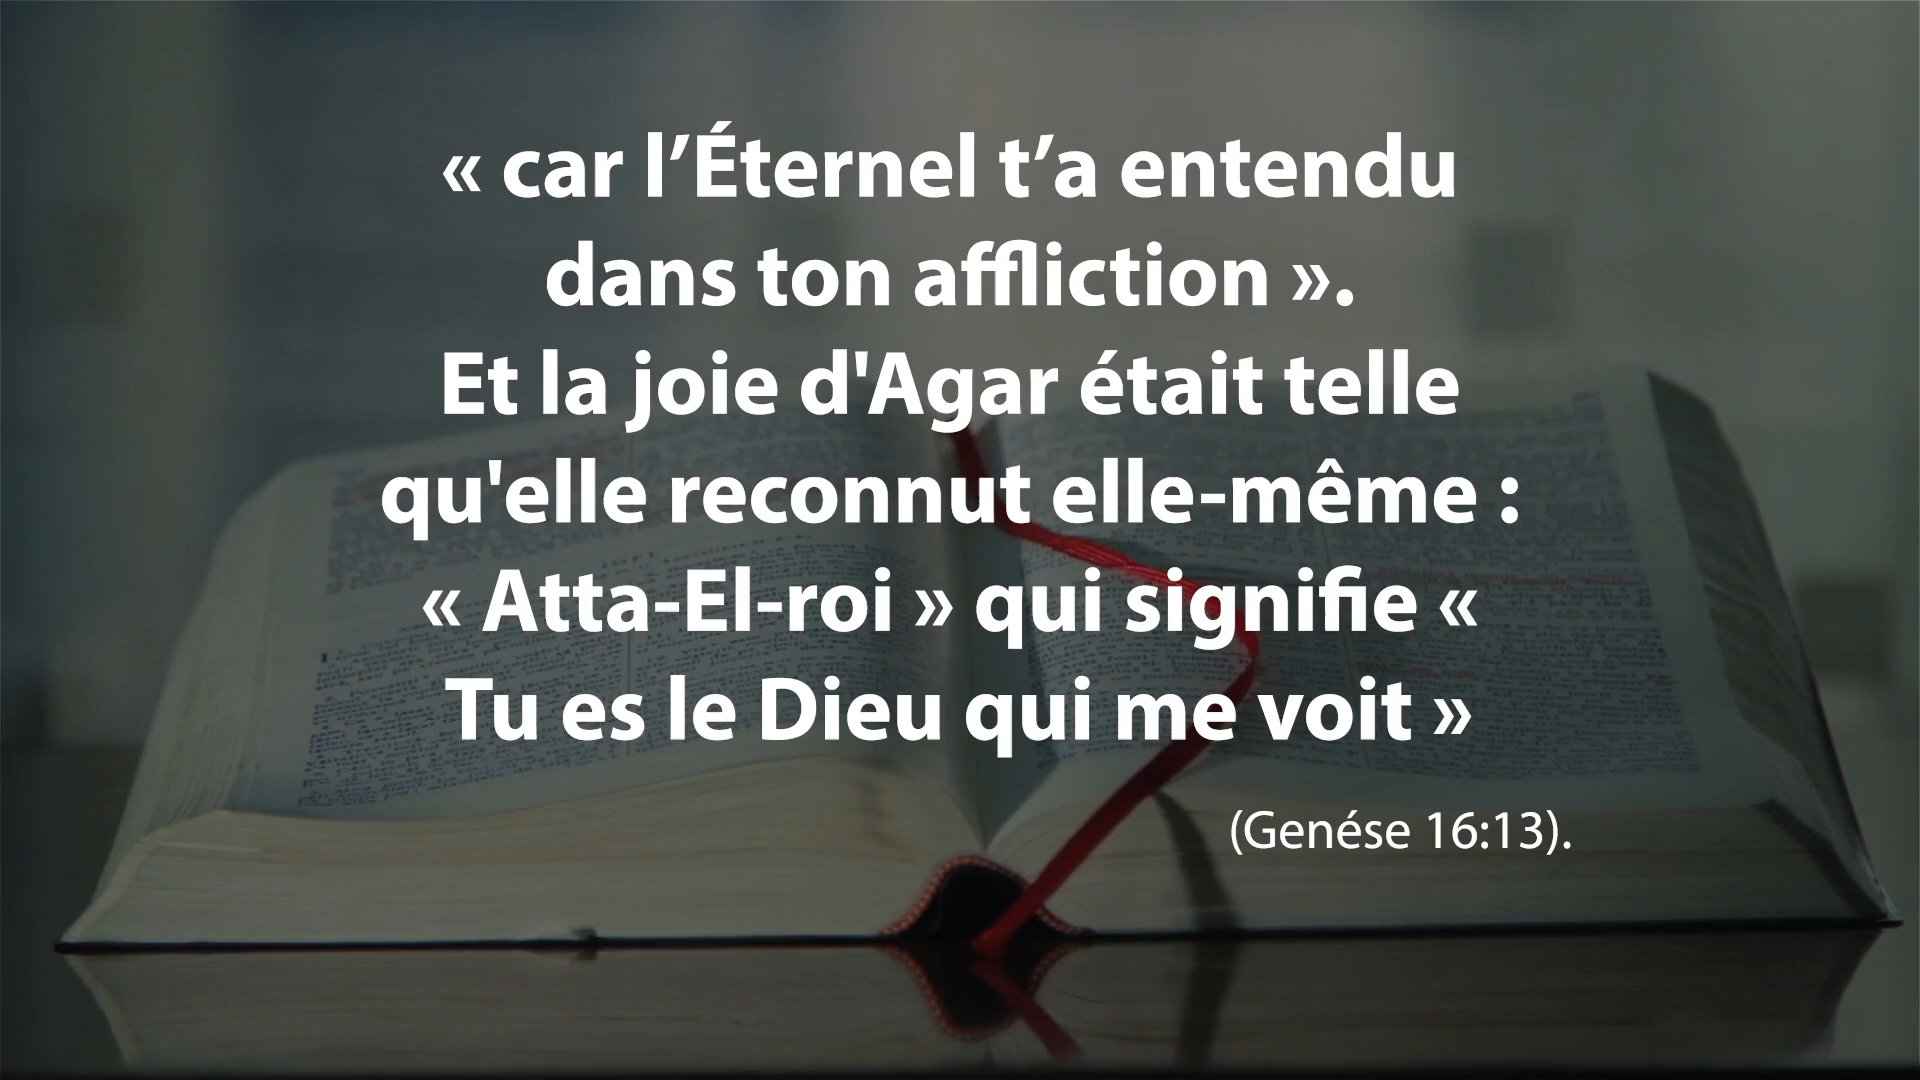 « car l’Éternel t’a entendu
dans ton affliction ».
Et la joie d'Agar était telle
qu'elle reconnut elle-même :
« Atta-El-roi » qui signifie «
Tu es le Dieu qui me voit »
(Genése 16:13).